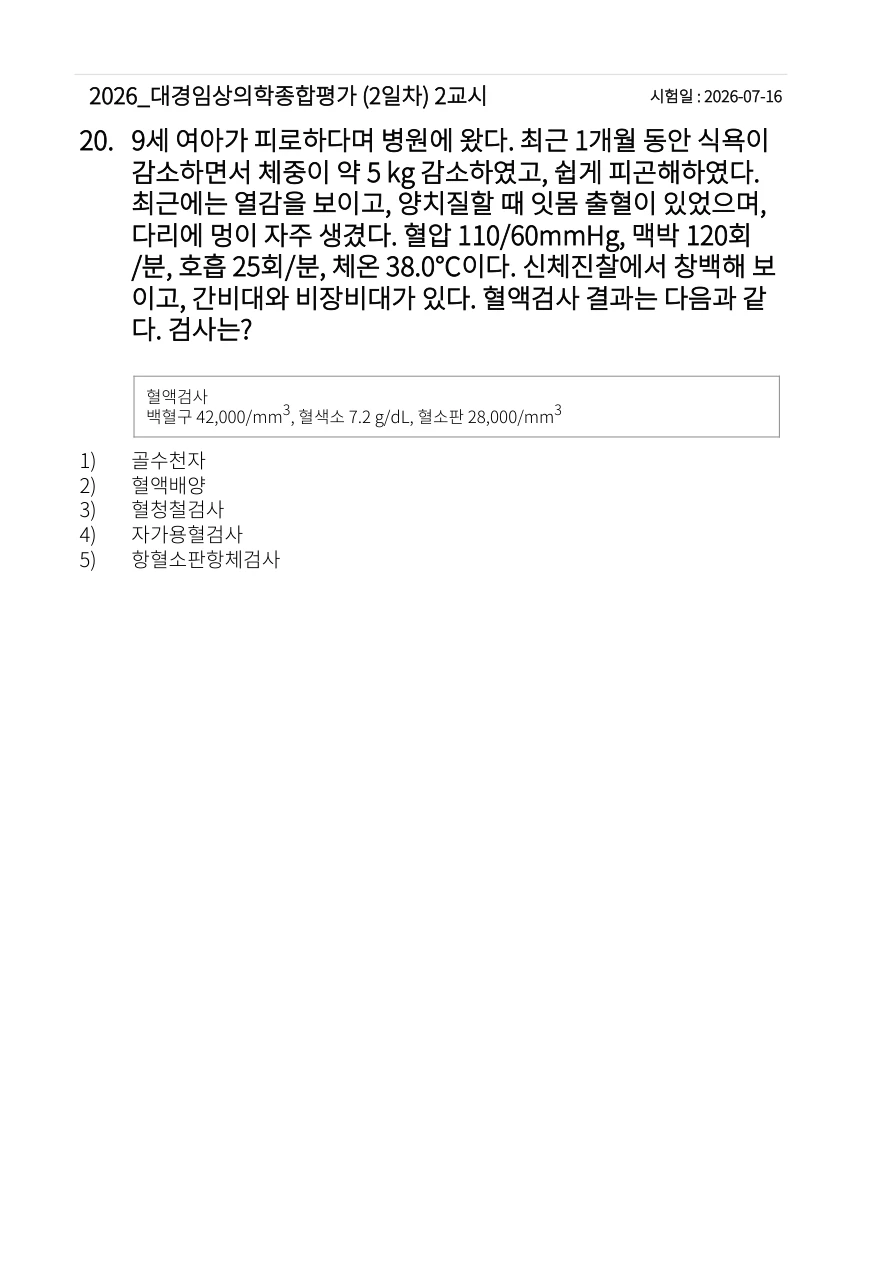 2026_대경임상의학종합평가 (2일차) 2교시
시험일 : 2026-07-16
20. 9세 여아가 피로하다며 병원에 왔다. 최근 1개월 동안 식욕이
감소하면서 체중이 약 5 kg 감소하였고, 쉽게 피곤해하였다.
최근에는 열감을 보이고, 양치질할 때 잇몸 출혈이 있었으며,
다리에 멍이 자주 생겼다. 혈압 110/60mmHg, 맥박 120회
/분, 호흡 25회/분, 체온 38.0℃이다. 신체진찰에서 창백해 보
이고, 간비대와 비장비대가 있다. 혈액검사 결과는 다음과 같
다. 검사는?
혈액검사
백혈구 42,000/mm³, 혈색소 7.2 g/dL, 혈소판 28,000/mm³
1) 골수천자
2) 혈액배양
3) 혈청철검사
4) 자가용혈검사
5) 항혈소판항체검사